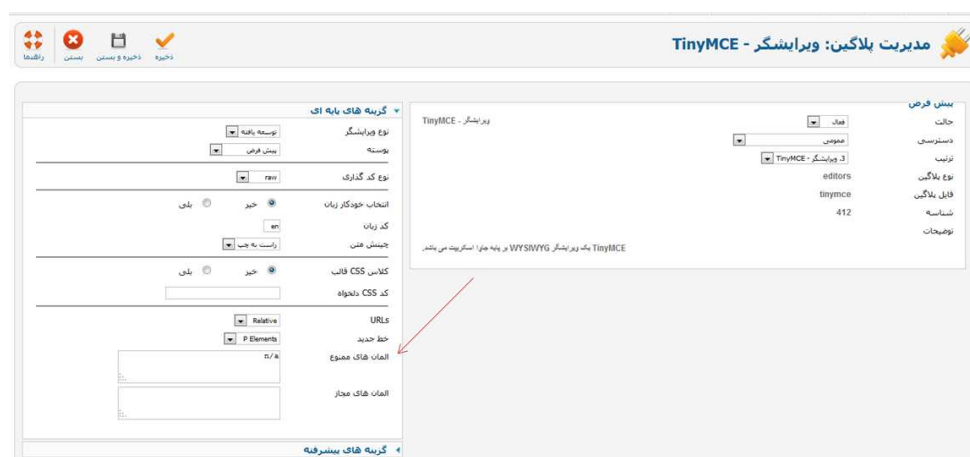 مدیریت پلاگین: ویرایشگر - TinyMCE
ذخیره
ذخیره و بستن
بستن
راهنما
پیش فرض
حالت
فعال
ویرایشگر - TinyMCE
دسترسی
عمومی
ترتیب
3. ویرایشگر - TinyMCE
نوع پلاگین
editors
فایل پلاگین
tinymce
شناسه
412
توضیحات
TinyMCE یک ویرایشگر WYSIWYG بر پایه جاوا اسکریپت می باشد.
گزینه های پایه ای
نوع ویرایشگر
توسعه یافته
پوسته
پیش فرض
نوع کد گذاری
raw
انتخاب خودکار زبان
خیر
بلی
کد زبان
en
چینش متن
راست به چپ
کلاس CSS قالب
خیر
بلی
کد CSS دلخواه
URLs
Relative
خط جدید
P Elements
المان های ممنوع
n/a
المان های مجاز
گزینه های پیشرفته